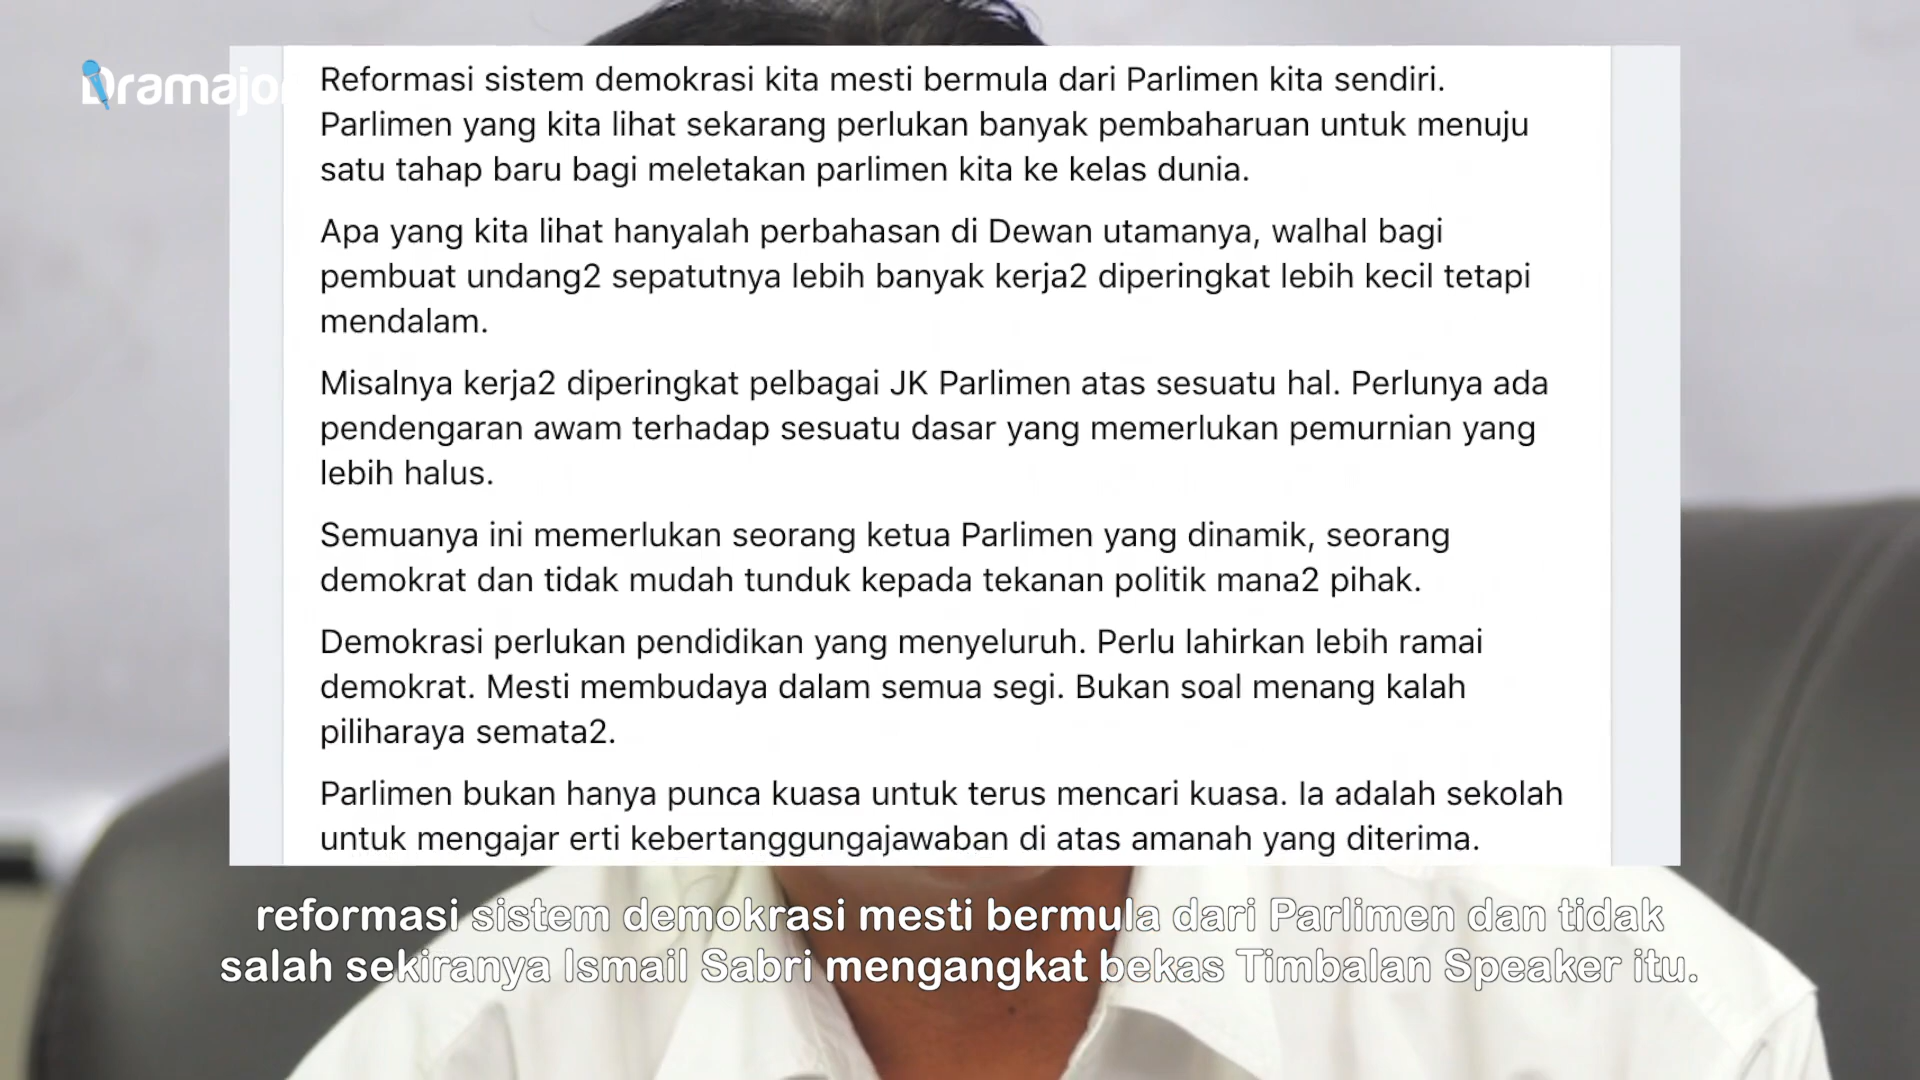 Reformasi sistem demokrasi kita mesti bermula dari Parlimen kita sendiri.
Parlimen yang kita lihat sekarang perlukan banyak pembaharuan untuk menuju
satu tahap baru bagi meletakan parlimen kita ke kelas dunia.
Apa yang kita lihat hanyalah perbahasan di Dewan utamanya, walhal bagi
pembuat undang2 sepatutnya lebih banyak kerja2 diperingkat lebih kecil tetapi
mendalam.
Misalnya kerja2 diperingkat pelbagai JK Parlimen atas sesuatu hal. Perlunya ada
pendengaran awam terhadap sesuatu dasar yang memerlukan pemurnian yang
lebih halus.
Semuanya ini memerlukan seorang ketua Parlimen yang dinamik, seorang
demokrat dan tidak mudah tunduk kepada tekanan politik mana2 pihak.
Demokrasi perlukan pendidikan yang menyeluruh. Perlu lahirkan lebih ramai
demokrat. Mesti membudaya dalam semua segi. Bukan soal menang kalah
piliharaya semata2.
Parlimen bukan hanya punca kuasa untuk terus mencari kuasa. Ia adalah sekolah
untuk mengajar erti kebertanggungajawaban di atas amanah yang diterima.
reformasi sistem demokrasi mesti bermula dari Parlimen dan tidak
salah sekiranya Ismail Sabri mengangkat bekas Timbalan Speaker itu.